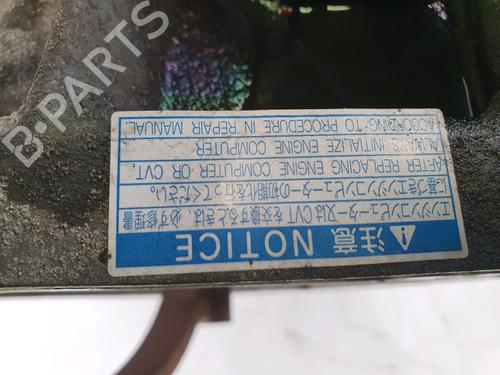 注意 NOTICE
エンジンコンピューター又はCVTを交換するときは、必ず修理書
に基づきエンジンコンピューターの初期化を行ってください。
AFTER REPLACING ENGINE COMPUTER OR CVT,
ALWAYS INITIALIZE ENGINE COMPUTER
ACCORDING TO PROCEDURE IN REPAIR MANUAL.
B-PARTS